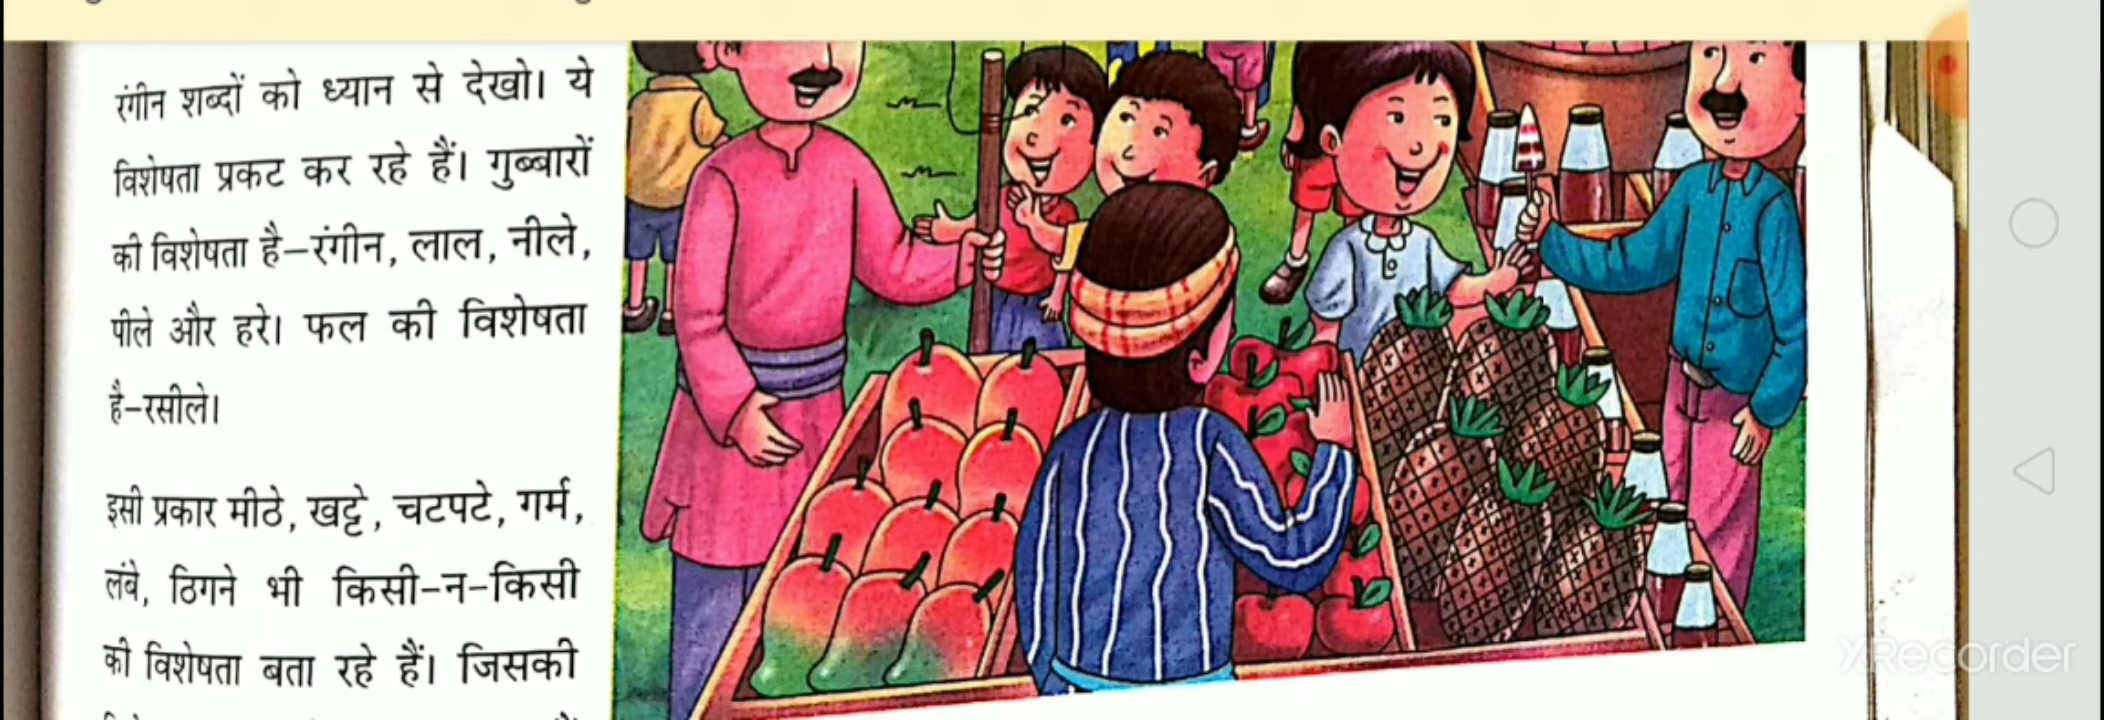 रंगीन शब्दों को ध्यान से देखो। ये
विशेषता प्रकट कर रहे हैं। गुब्बारों
की विशेषता है–रंगीन, लाल, नीले,
पीले और हरे। फल की विशेषता
है–रसीले।
इसी प्रकार मीठे, खट्टे, चटपटे, गर्म,
लंबे, ठिगने भी किसी-न-किसी
की विशेषता बता रहे हैं। जिसकी
XRecorder